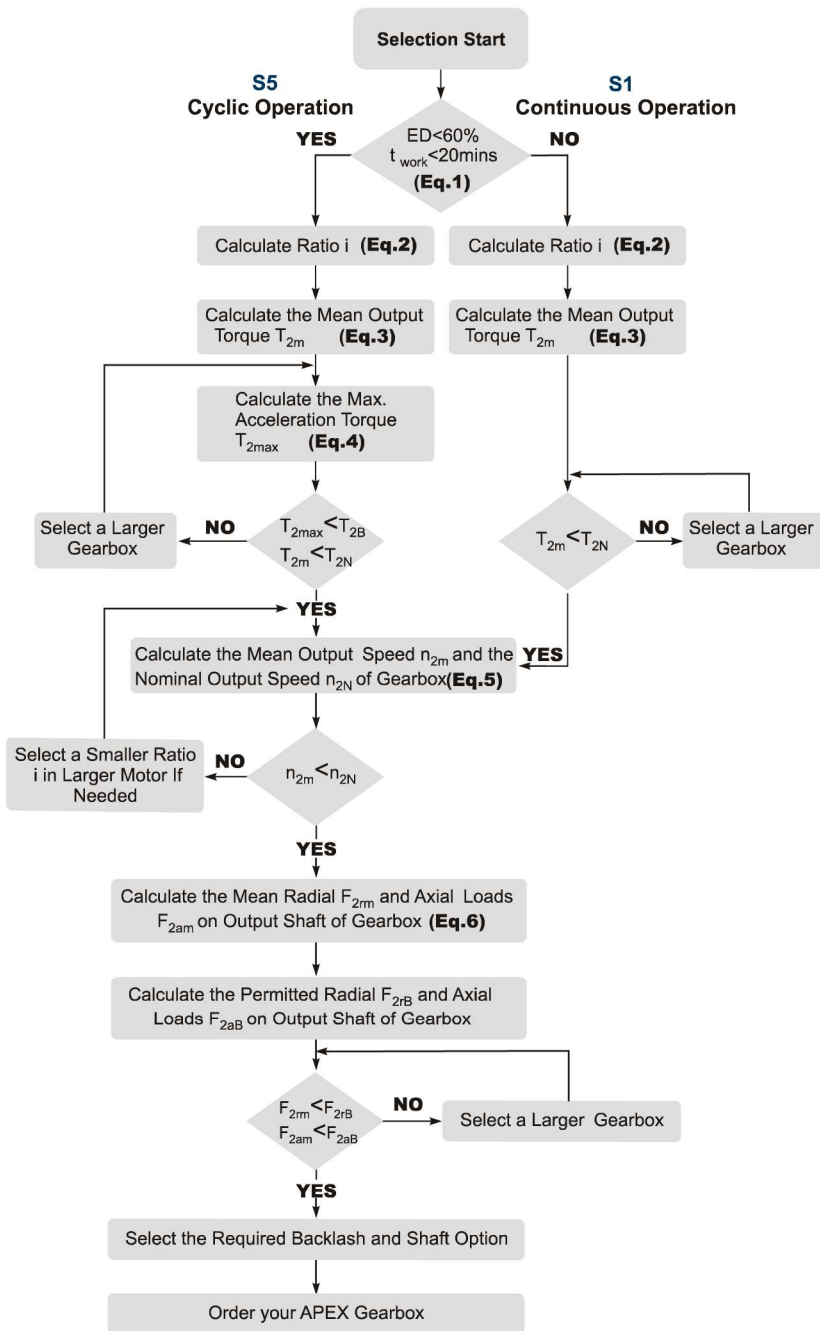 Selection Start
S5
Cyclic Operation
S1
Continuous Operation
YES
ED<60%
t work<20mins
(Eq.1)
NO
Calculate Ratio i (Eq.2)
Calculate Ratio i (Eq.2)
Calculate the Mean Output
Torque T2m (Eq.3)
Calculate the Mean Output
Torque T2m (Eq.3)
Calculate the Max.
Acceleration Torque
T2max (Eq.4)
Select a Larger
Gearbox
NO
T2max<T2B
T2m<T2N
T2m<T2N
NO
Select a Larger
Gearbox
YES
Calculate the Mean Output Speed n2m and the
Nominal Output Speed n2N of Gearbox(Eq.5)
YES
Select a Smaller Ratio
i in Larger Motor If
Needed
NO
n2m<n2N
YES
Calculate the Mean Radial F2rm and Axial Loads
F2am on Output Shaft of Gearbox (Eq.6)
Calculate the Permitted Radial F2rB and Axial
Loads F2aB on Output Shaft of Gearbox
F2rm<F2rB
F2am<F2aB
NO
Select a Larger Gearbox
YES
Select the Required Backlash and Shaft Option
Order your APEX Gearbox